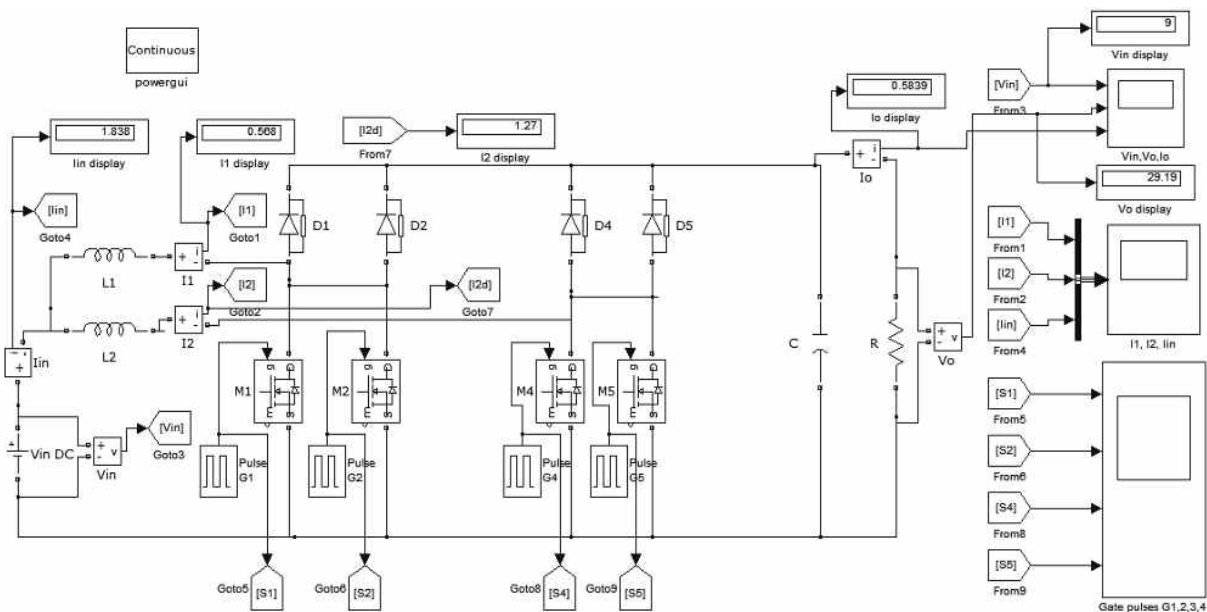 Continuous
powergui
9
Vin display
[Vin]
From3
0.5839
Io display
1.838
Iin display
0.568
I1 display
[I2d]
From7
1.27
I2 display
Vin,Vo,Io
29.19
Vo display
i
+
-
Io
[Iin]
Goto4
[I1]
Goto1
D1
D2
D4
D5
L1
i
+
-
I1
[I2]
Goto2
[I2d]
Goto7
L2
i
+
-
I2
[I1]
From1
[I2]
From2
[Iin]
From4
I1, I2, Iin
i
-
+
Iin
C
R
+
-
v
Vo
M1
g
D
m
S
M2
g
D
m
S
M4
g
D
m
S
M5
g
D
m
S
+
Vin DC
+
-
v
Vin
[Vin]
Goto3
Pulse
G1
Pulse
G2
Pulse
G4
Pulse
G5
[S1]
From5
[S2]
From6
[S4]
From8
[S5]
From9
Gate pulses G1,2,3,4
Goto5
[S1]
Goto6
[S2]
Goto8
[S4]
Goto9
[S5]